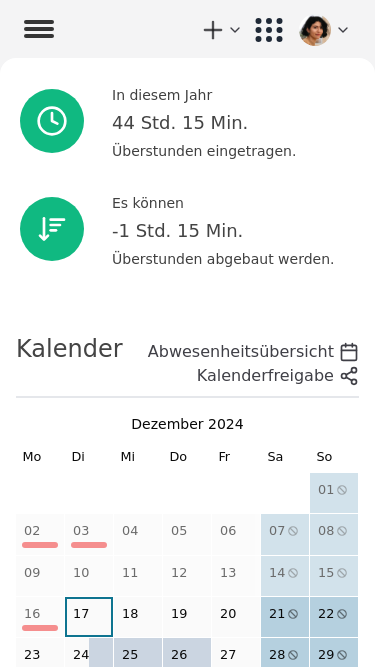 In diesem Jahr
44 Std. 15 Min.
Überstunden eingetragen.
Es können
-1 Std. 15 Min.
Überstunden abgebaut werden.
Kalender
Abwesenheitsübersicht
Kalenderfreigabe
Dezember 2024
Mo Di Mi Do Fr Sa So
01
02 03 04 05 06 07 08
09 10 11 12 13 14 15
16 17 18 19 20 21 22
23 24 25 26 27 28 29